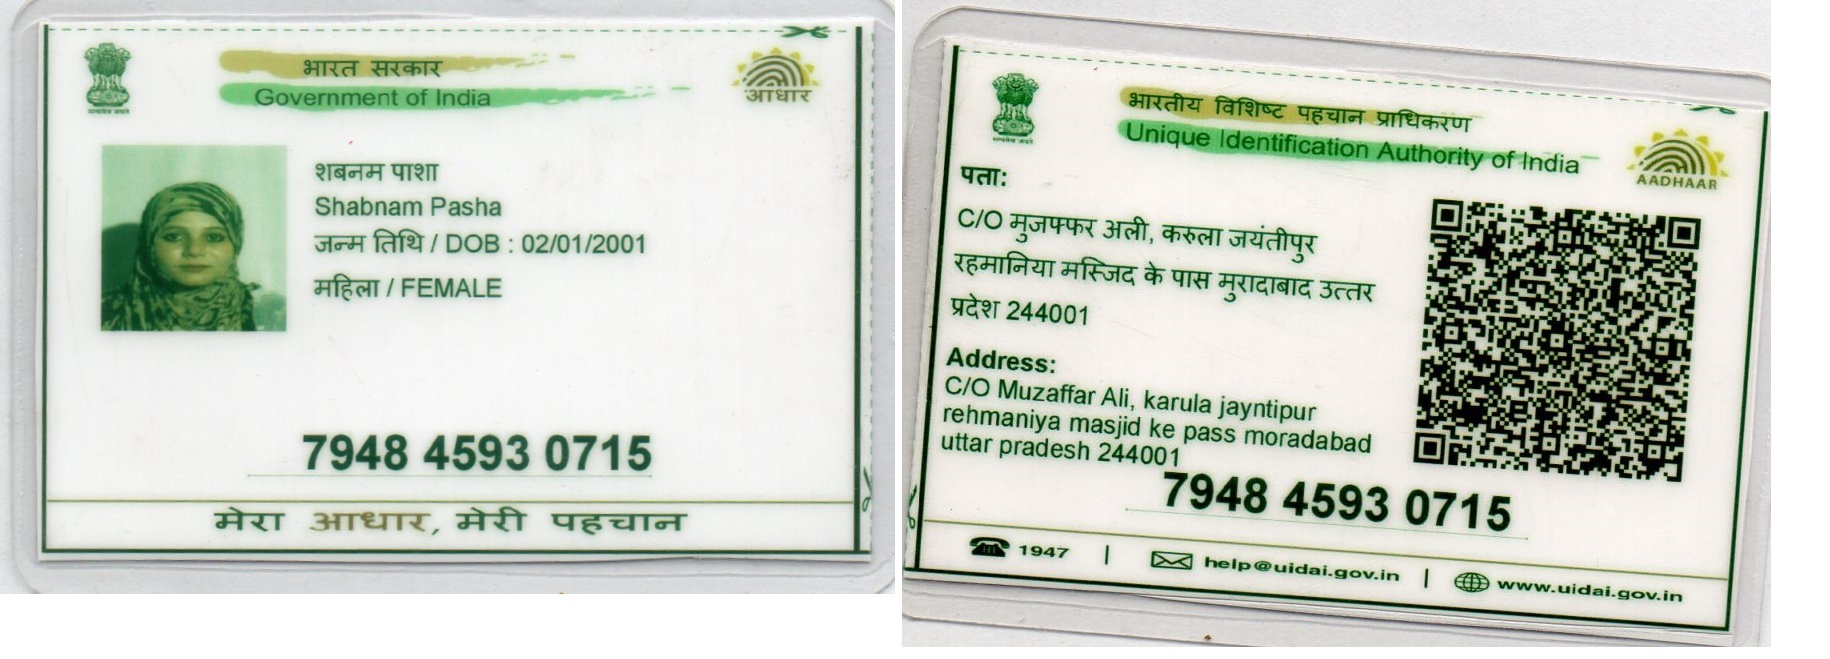 भारत सरकार
Government of India
आधार
शबनम पाशा
Shabnam Pasha
जन्म तिथि / DOB : 02/01/2001
महिला / FEMALE
7948 4593 0715
मेरा आधार, मेरी पहचान
भारतीय विशिष्ट पहचान प्राधिकरण
Unique Identification Authority of India
AADHAAR
पता:
C/O मुजफ्फर अली, करुला जयंतीपुर
रहमानिया मस्जिद के पास मुरादाबाद उत्तर
प्रदेश 244001
Address:
C/O Muzaffar Ali, karula jayntipur
rehmaniya masjid ke pass moradabad
uttar pradesh 244001
7948 4593 0715
1947 | help@uidai.gov.in | www.uidai.gov.in